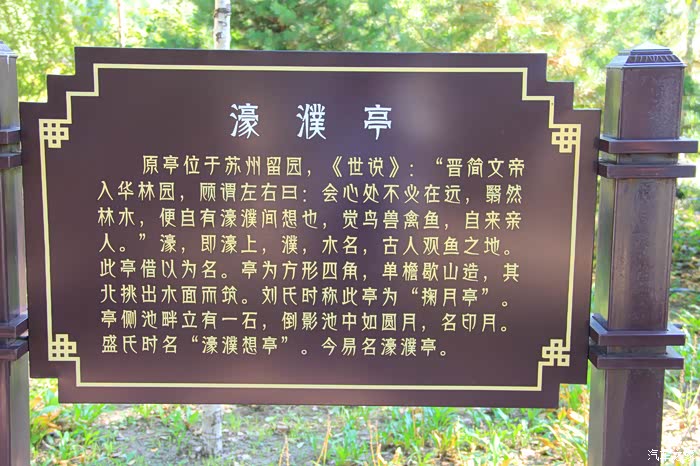 濠濮亭
原亭位于苏州留园，《世说》：“晋简文帝
入华林园，顾谓左右曰：会心处不必在远，翳然
林水，便自有濠濮间想也，觉鸟兽禽鱼，自来亲
人。”濠，即濠上，濮，水名，古人观鱼之地。
此亭借以为名。亭为方形四角，单檐歇山造，其
北挑出水面而筑。刘氏时称此亭为“掬月亭”。
亭侧池畔立有一石，倒影池中如圆月，名印月。
盛氏时名“濠濮想亭”。今易名濠濮亭。